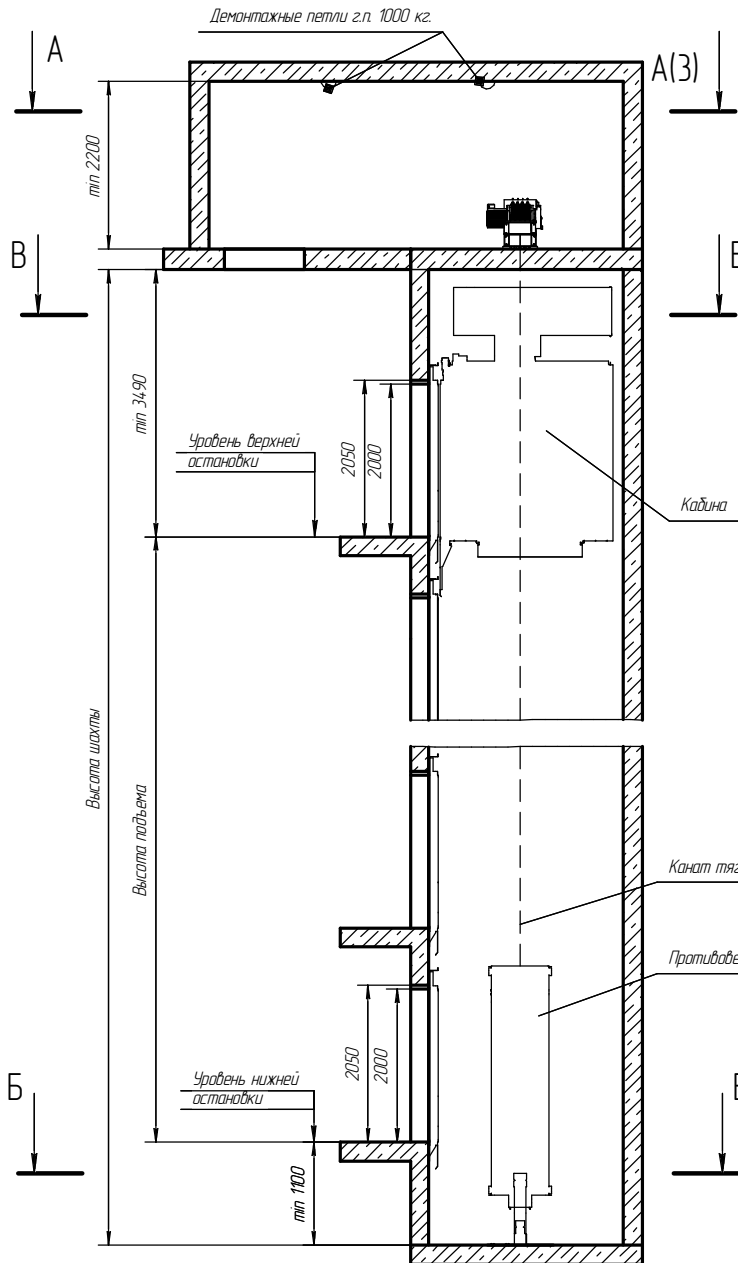 Демонтажные петли г.п. 1000 кг.
А
А(3)
min 2200
В
min 3490
Уровень верхней
остановки
2050
2000
Кабина
Высота шахты
Высота подъема
Канат тяг
Противове
2050
2000
Уровень нижней
остановки
Б
min 1100